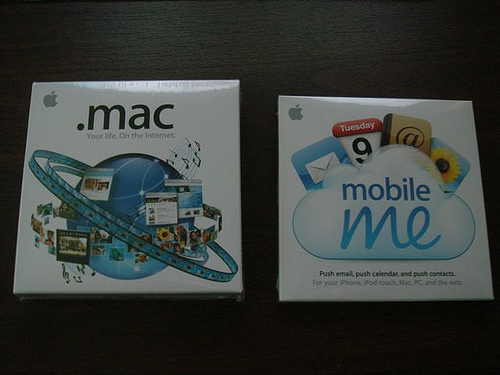 .mac
Your life. On the Internet.
Tuesday
9
@
mobile
me
Push email, push calendar, and push contacts.
For your iPhone, iPod touch, Mac, PC, and the web.